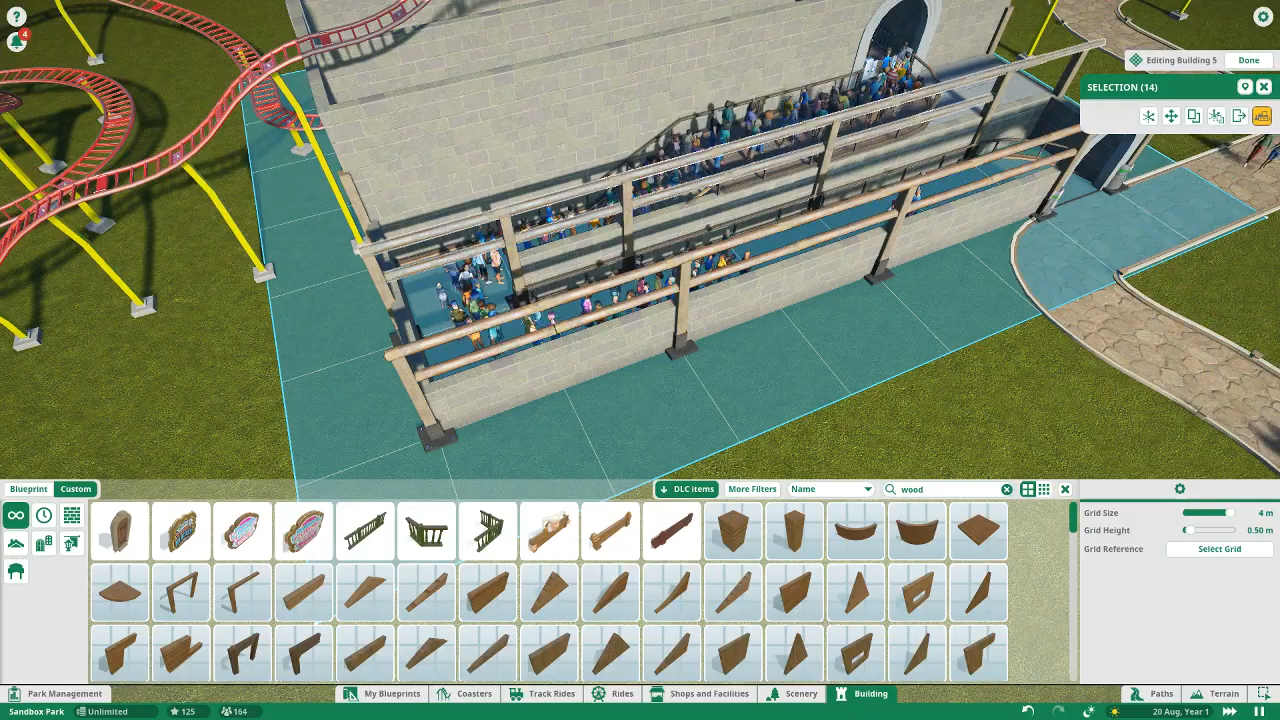 ?
4
Editing Building 5 Done
SELECTION (14)
Blueprint Custom
DLC Items More Filters Name wood
Grid Size 4 m
Grid Height 0.50 m
Grid Reference Select Grid
Park Management My Blueprints Coasters Track Rides Rides Shops and Facilities Scenery Building Paths Terrain
Sandbox Park Unlimited 125 164 20 Aug, Year 1